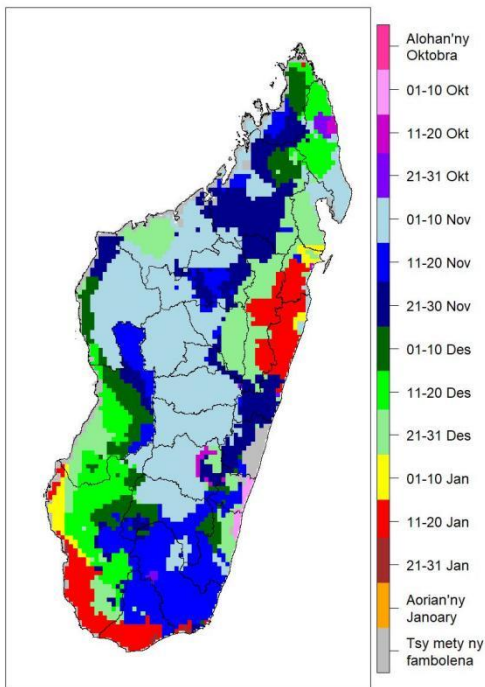 Alohan'ny
Oktobra
01-10 Okt
11-20 Okt
21-31 Okt
01-10 Nov
11-20 Nov
21-30 Nov
01-10 Des
11-20 Des
21-31 Des
01-10 Jan
11-20 Jan
21-31 Jan
Aorian'ny
Janoary
Tsy mety ny
fambolena